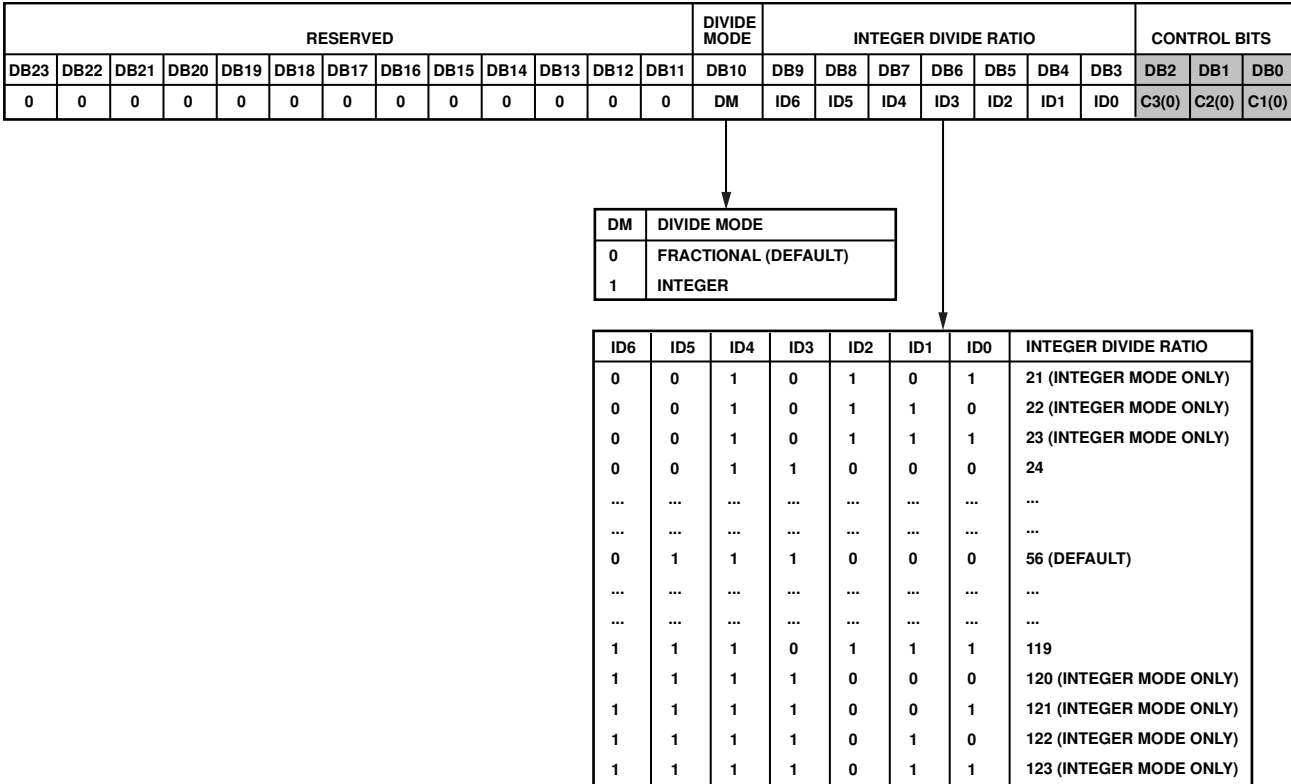 RESERVED DIVIDE MODE INTEGER DIVIDE RATIO CONTROL BITS
DB23 DB22 DB21 DB20 DB19 DB18 DB17 DB16 DB15 DB14 DB13 DB12 DB11 DB10 DB9 DB8 DB7 DB6 DB5 DB4 DB3 DB2 DB1 DB0
0 0 0 0 0 0 0 0 0 0 0 0 0 DM ID6 ID5 ID4 ID3 ID2 ID1 ID0 C3(0) C2(0) C1(0)
DM DIVIDE MODE
0 FRACTIONAL (DEFAULT)
1 INTEGER
ID6 ID5 ID4 ID3 ID2 ID1 ID0 INTEGER DIVIDE RATIO
0 0 1 0 1 0 1 21 (INTEGER MODE ONLY)
0 0 1 0 1 1 0 22 (INTEGER MODE ONLY)
0 0 1 0 1 1 1 23 (INTEGER MODE ONLY)
0 0 1 1 0 0 0 24
... ... ... ... ... ... ... ...
... ... ... ... ... ... ... ...
0 1 1 1 0 0 0 56 (DEFAULT)
... ... ... ... ... ... ... ...
... ... ... ... ... ... ... ...
1 1 1 0 1 1 1 119
1 1 1 1 0 0 0 120 (INTEGER MODE ONLY)
1 1 1 1 0 0 1 121 (INTEGER MODE ONLY)
1 1 1 1 0 1 0 122 (INTEGER MODE ONLY)
1 1 1 1 0 1 1 123 (INTEGER MODE ONLY)